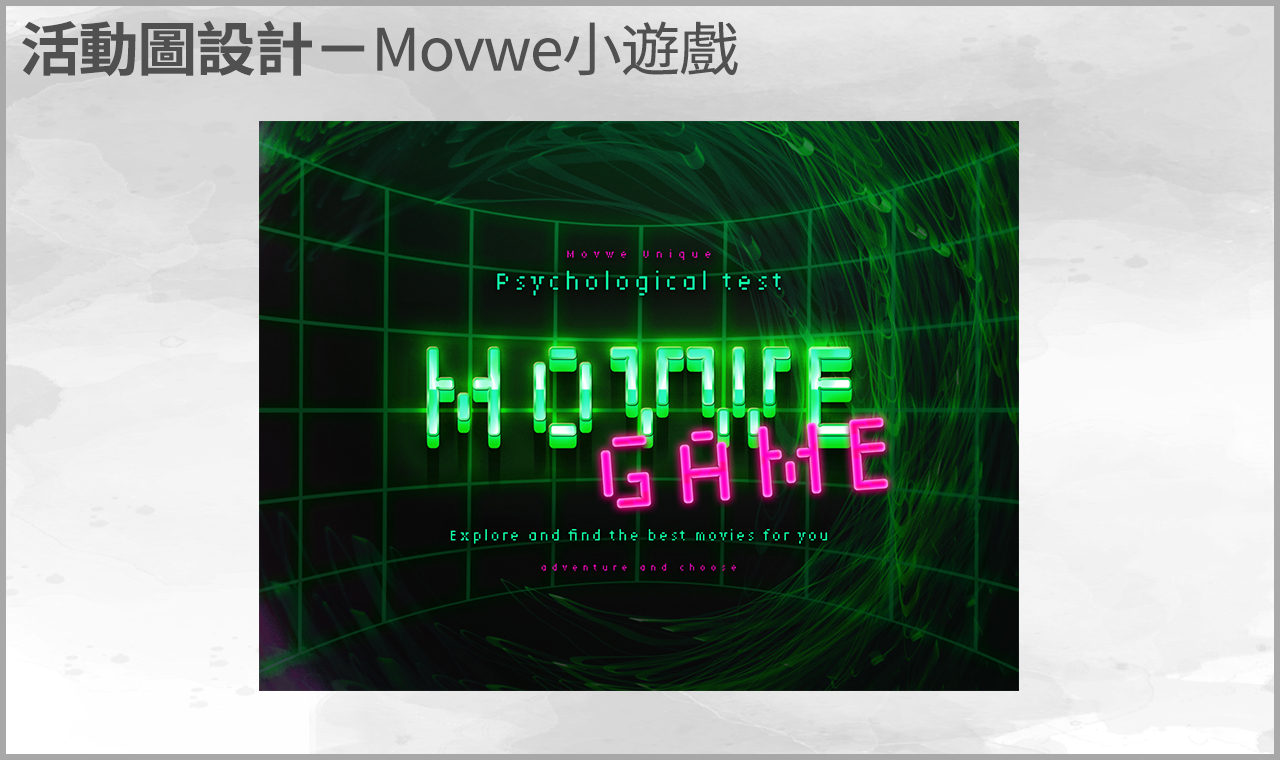 活動圖設計－Movwe小遊戲
Movwe Unique
Psychological test
MOVWE
GAME
Explore and find the best movies for you
adventure and choose